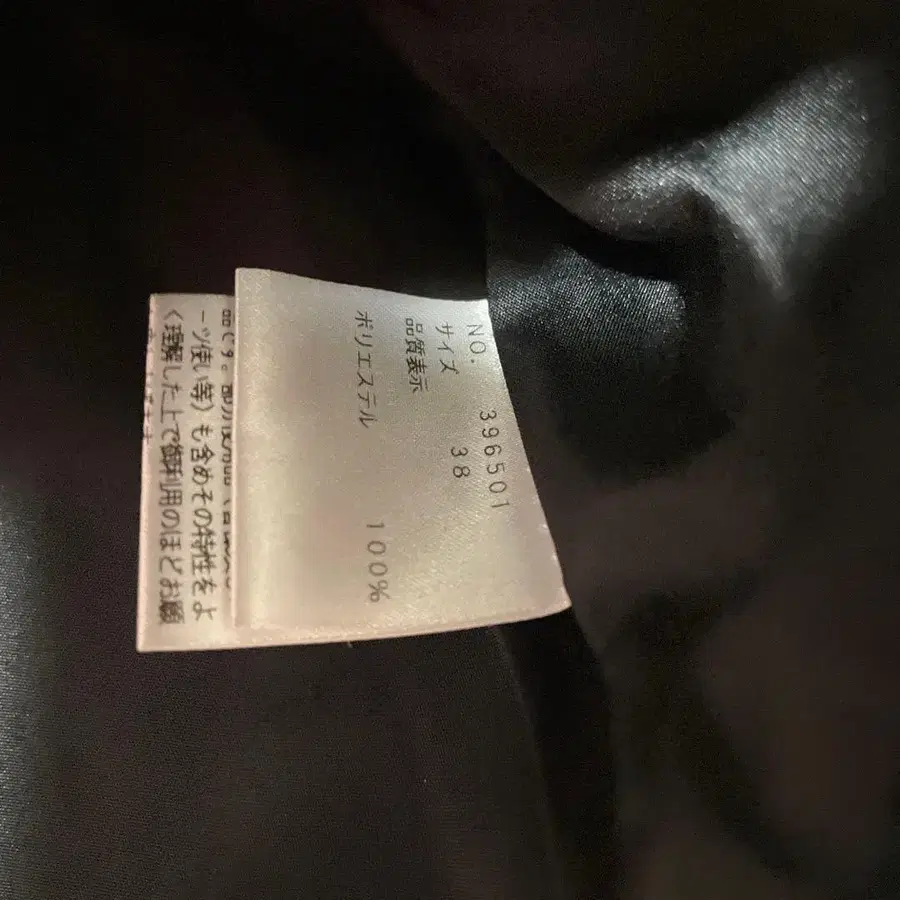 NO. 396501
サイズ 38
品質表示
ポリエステル 100%
ーツ使い等)も含めその特性をよ
く理解した上で御利用のほどお願